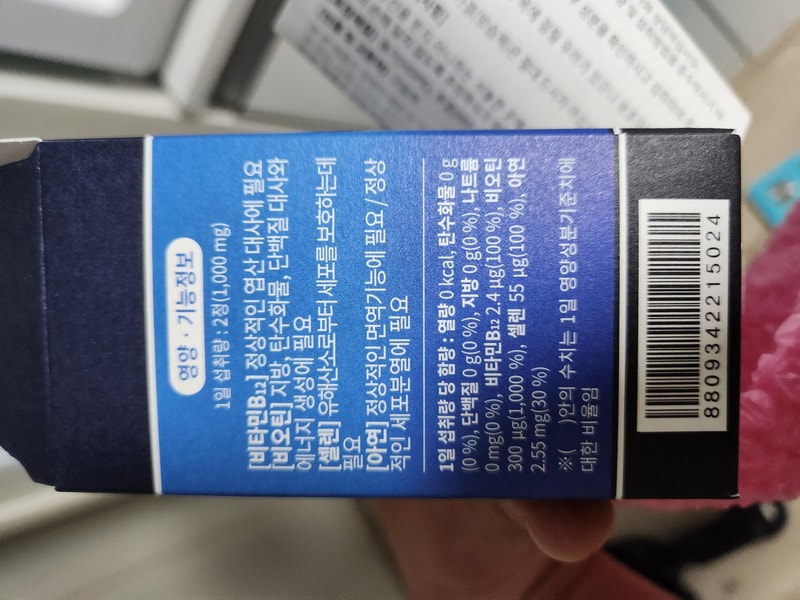 영양·기능정보
1일 섭취량 : 2정(1,000 mg)
[비타민B12] 정상적인 엽산 대사에 필요
[비오틴] 지방, 탄수화물, 단백질 대사와
에너지 생성에 필요
[셀렌] 유해산소로부터 세포를 보호하는데
필요
[아연] 정상적인 면역기능에 필요 / 정상
적인 세포분열에 필요
1일 섭취량 당 함량 : 열량 0 kcal, 탄수화물 0 g
(0 %), 단백질 0 g(0 %), 지방 0 g(0 %), 나트륨
0 mg(0 %), 비타민B12 2.4 μg(100 %), 비오틴
300 μg(1,000 %), 셀렌 55 μg(100 %), 아연
2.55 mg(30 %)
※( )안의 수치는 1일 영양성분기준치에
대한 비율임
8809342215024